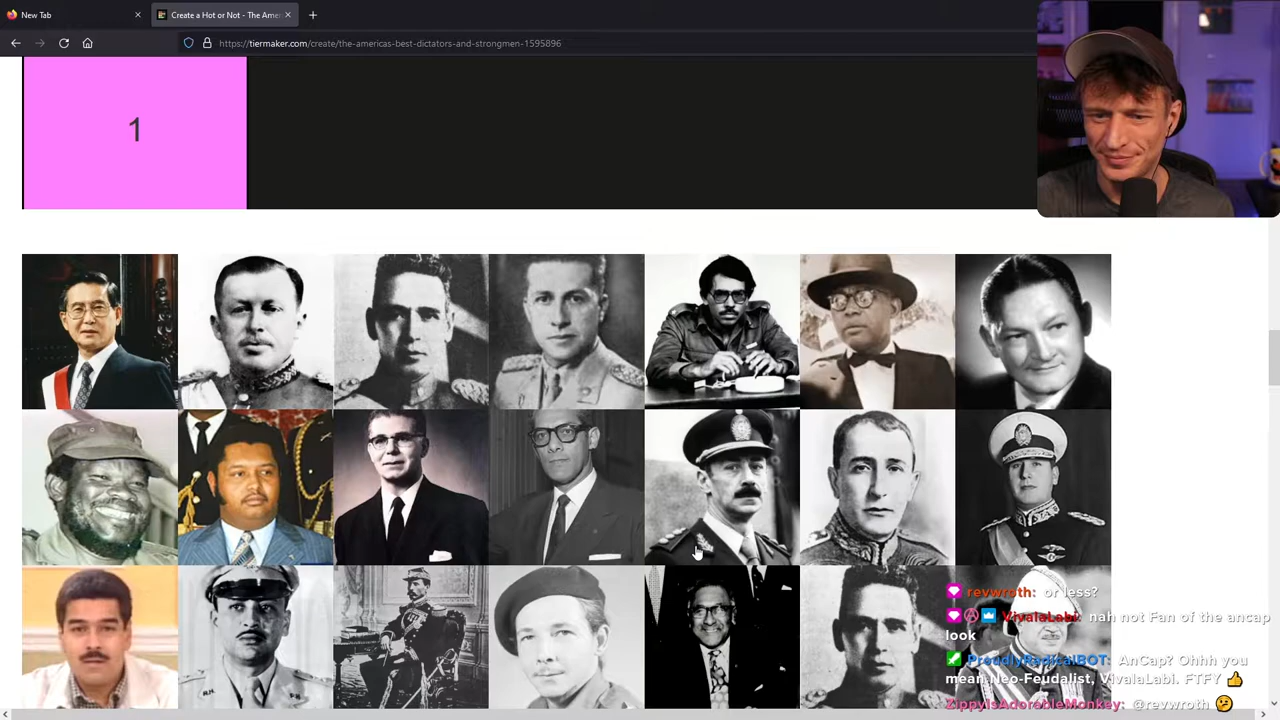 New Tab
Create a Hot or Not - The Ame
https://tiermaker.com/create/the-americas-best-dictators-and-strongmen-1595896
1
revwroth: or less?
VivalaLabi: nah not Fan of the ancap
look
ProudlyRadicalBOT: AnCap? Ohhh you
mean Neo-Feudalist, VivalaLabi. FTFY 👍
ZippyIsAdorableMonkey: @revwroth 🤔